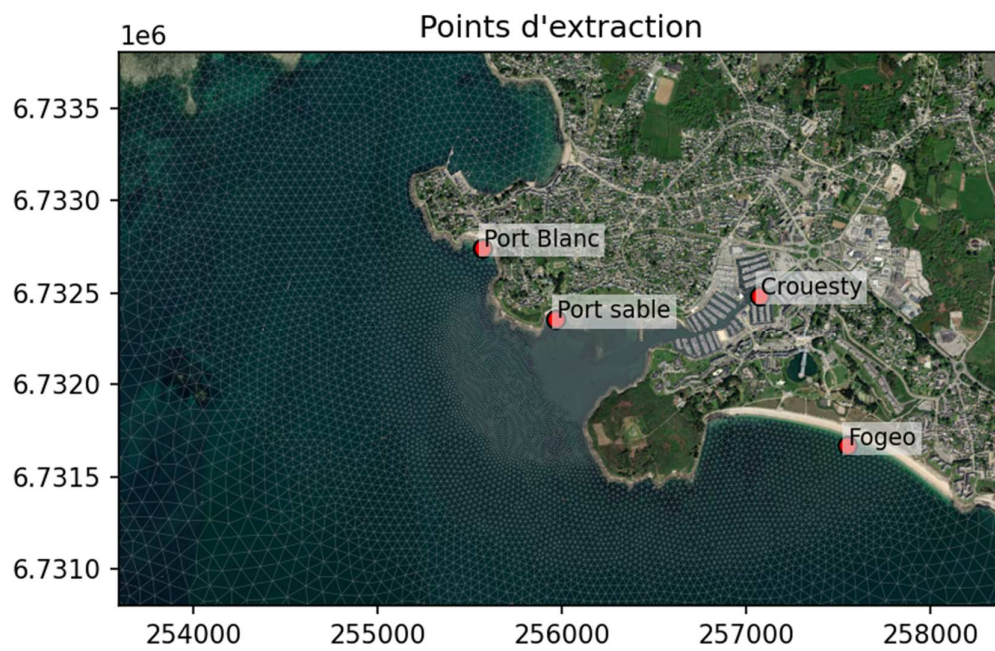 Points d'extraction
1e6
6.7335
6.7330
Port Blanc
6.7325
Crouesty
Port sable
6.7320
Fogeo
6.7315
6.7310
254000 255000 256000 257000 258000